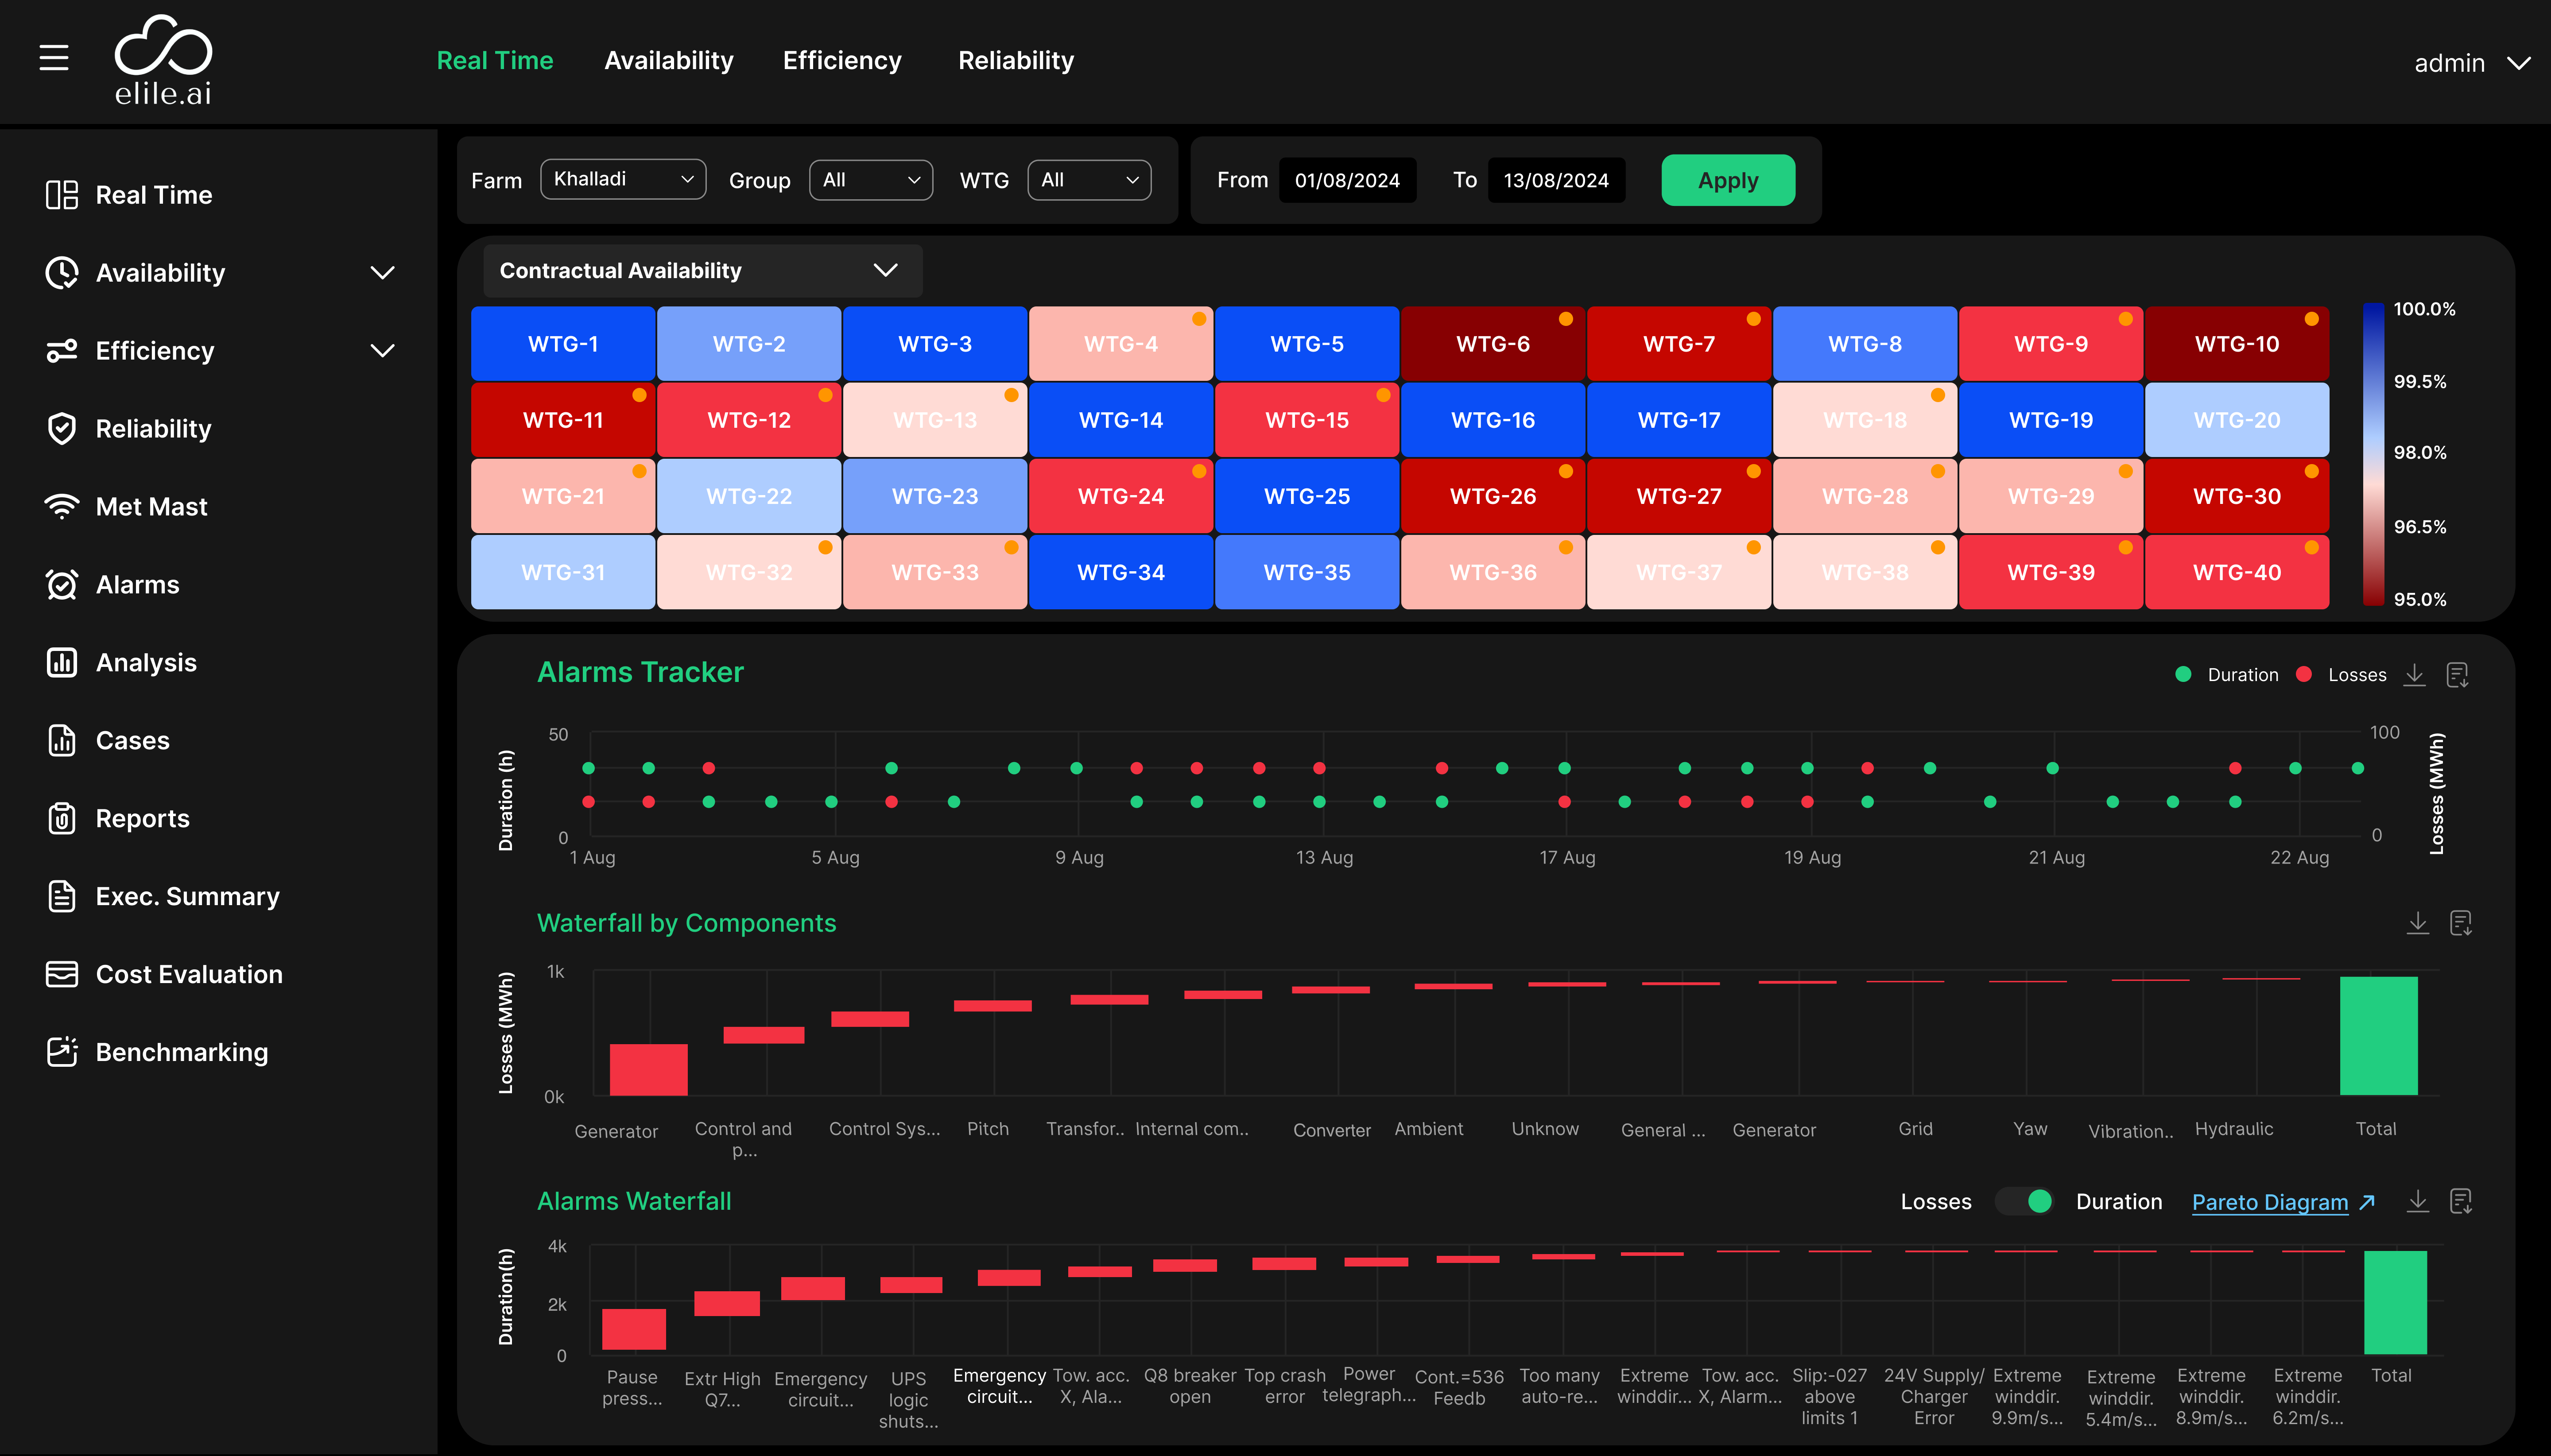 elile.ai
Real Time
Availability
Efficiency
Reliability
admin
Real Time
Availability
Efficiency
Reliability
Met Mast
Alarms
Analysis
Cases
Reports
Exec. Summary
Cost Evaluation
Benchmarking
Farm Khalladi Group All WTG All From 01/08/2024 To 13/08/2024 Apply
Contractual Availability
WTG-1 WTG-2 WTG-3 WTG-4 WTG-5 WTG-6 WTG-7 WTG-8 WTG-9 WTG-10
WTG-11 WTG-12 WTG-13 WTG-14 WTG-15 WTG-16 WTG-17 WTG-18 WTG-19 WTG-20
WTG-21 WTG-22 WTG-23 WTG-24 WTG-25 WTG-26 WTG-27 WTG-28 WTG-29 WTG-30
WTG-31 WTG-32 WTG-33 WTG-34 WTG-35 WTG-36 WTG-37 WTG-38 WTG-39 WTG-40
100.0%
99.5%
98.0%
96.5%
95.0%
Alarms Tracker
Duration Losses
Duration (h)
50
0
100
0
Losses (MWh)
1 Aug 5 Aug 9 Aug 13 Aug 17 Aug 19 Aug 21 Aug 22 Aug
Waterfall by Components
Losses (MWh)
1k
0k
Generator
Control and
p...
Control Sys...
Pitch
Transfor..
Internal com..
Converter
Ambient
Unknow
General ...
Generator
Grid
Yaw
Vibration..
Hydraulic
Total
Alarms Waterfall
Losses Duration Pareto Diagram
Duration(h)
4k
2k
0
Pause
press...
Extr High
Q7...
Emergency
circuit...
UPS
logic
shuts...
Emergency
circuit...
Tow. acc.
X, Ala...
Q8 breaker
open
Top crash
error
Power
telegraph...
Cont.=536
Feedb
Too many
auto-re...
Extreme
winddir...
Tow. acc.
X, Alarm...
Slip:-027
above
limits 1
24V Supply/
Charger
Error
Extreme
winddir.
9.9m/s...
Extreme
winddir.
5.4m/s...
Extreme
winddir.
8.9m/s...
Extreme
winddir.
6.2m/s...
Total